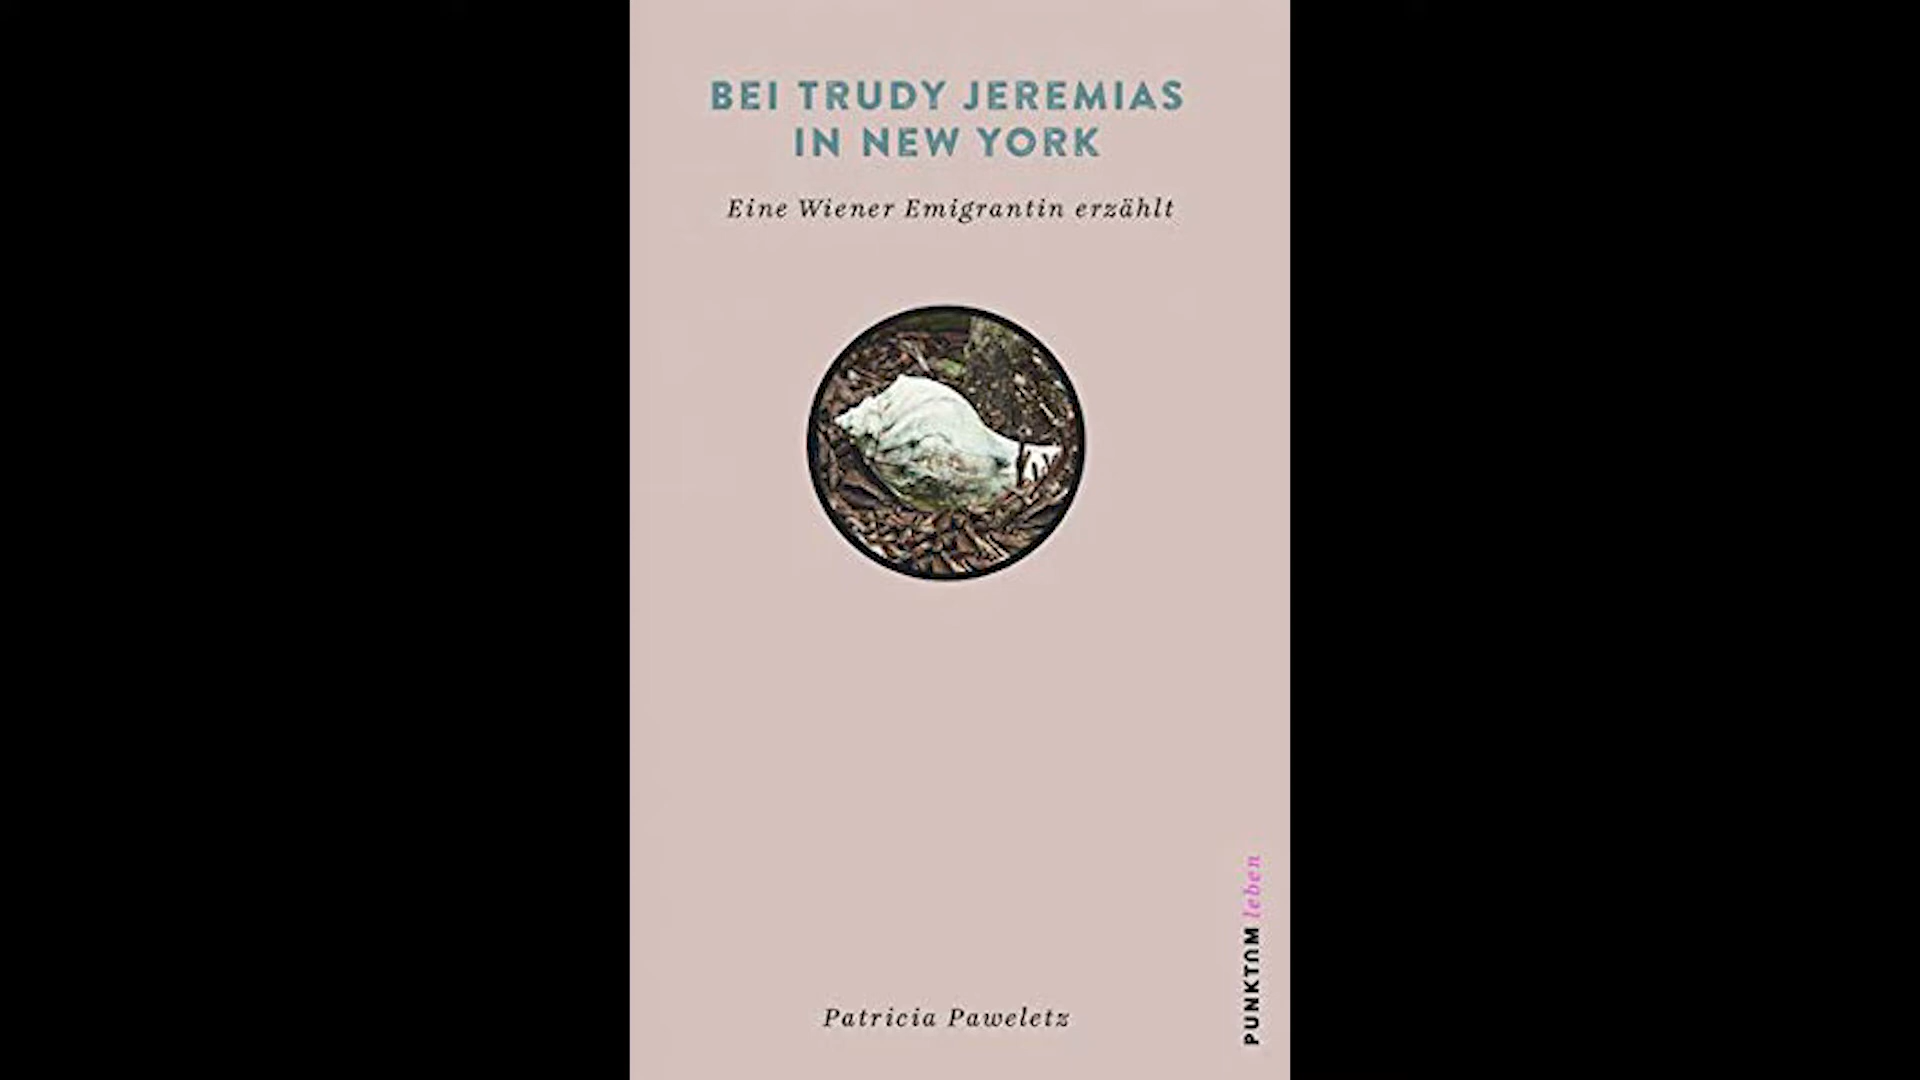 BEI TRUDY JEREMIAS
IN NEW YORK
Eine Wiener Emigrantin erzählt
Patricia Paweletz
PUNKTUM leben